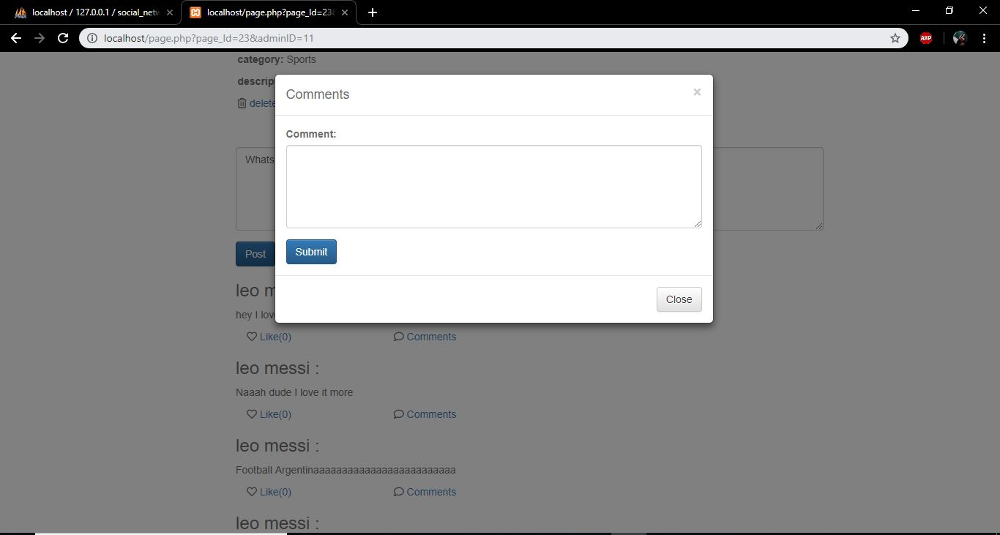 localhost / 127.0.0.1 / social_netw
localhost/page.php?page_Id=23&
localhost/page.php?page_Id=23&adminID=11
ABP
category: Sports
descrip
delete
Comments
×
Comment:
Whats
Submit
Post
Close
leo m
hey I lov
Like(0) Comments
leo messi :
Naaah dude I love it more
Like(0) Comments
leo messi :
Football Argentinaaaaaaaaaaaaaaaaaaaaaaaaa
Like(0) Comments
leo messi :